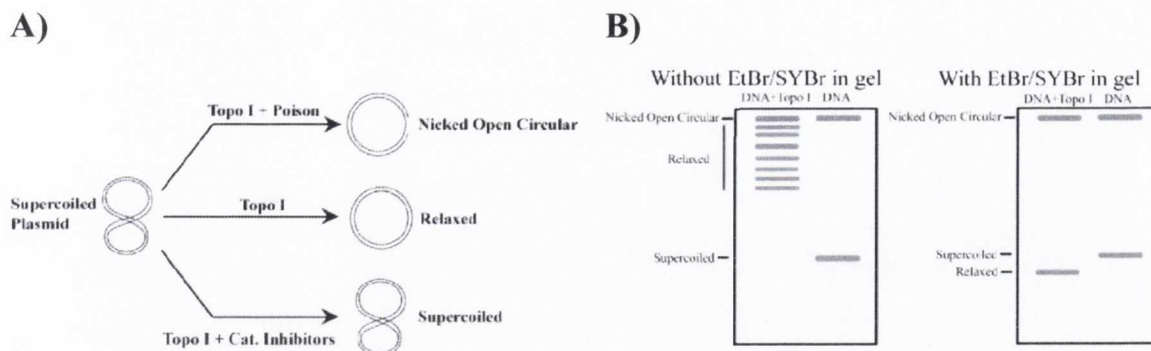 A)
Topo I + Poison
Nicked Open Circular
Supercoiled
Plasmid
Topo I
Relaxed
Topo I + Cat. Inhibitors
Supercoiled
B)
Without EtBr/SYBr in gel
DNA+Topo I DNA
Nicked Open Circular
Relaxed
Supercoiled
With EtBr/SYBr in gel
DNA+Topo I DNA
Nicked Open Circular
Supercoiled
Relaxed